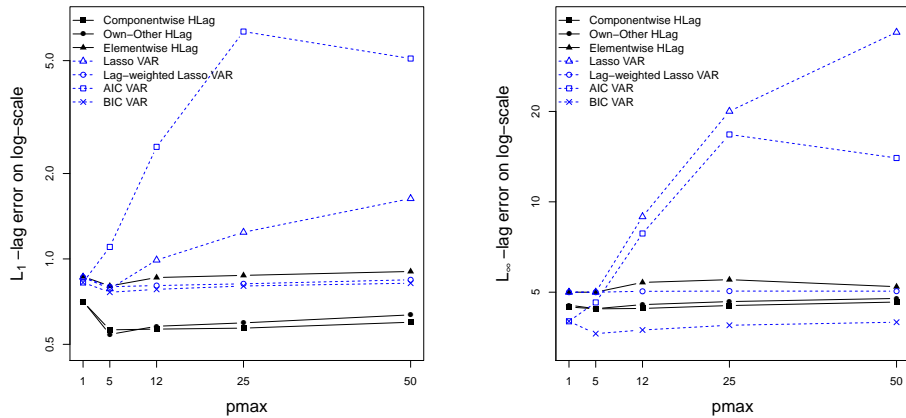 Componentwise HLag
Own−Other HLag
Elementwise HLag
Lasso VAR
Lag−weighted Lasso VAR
AIC VAR
BIC VAR
L1 −lag error on log−scale
5.0
2.0
1.0
0.5
1 5 12 25 50
pmax
Componentwise HLag
Own−Other HLag
Elementwise HLag
Lasso VAR
Lag−weighted Lasso VAR
AIC VAR
BIC VAR
L∞ −lag error on log−scale
20
10
5
1 5 12 25 50
pmax